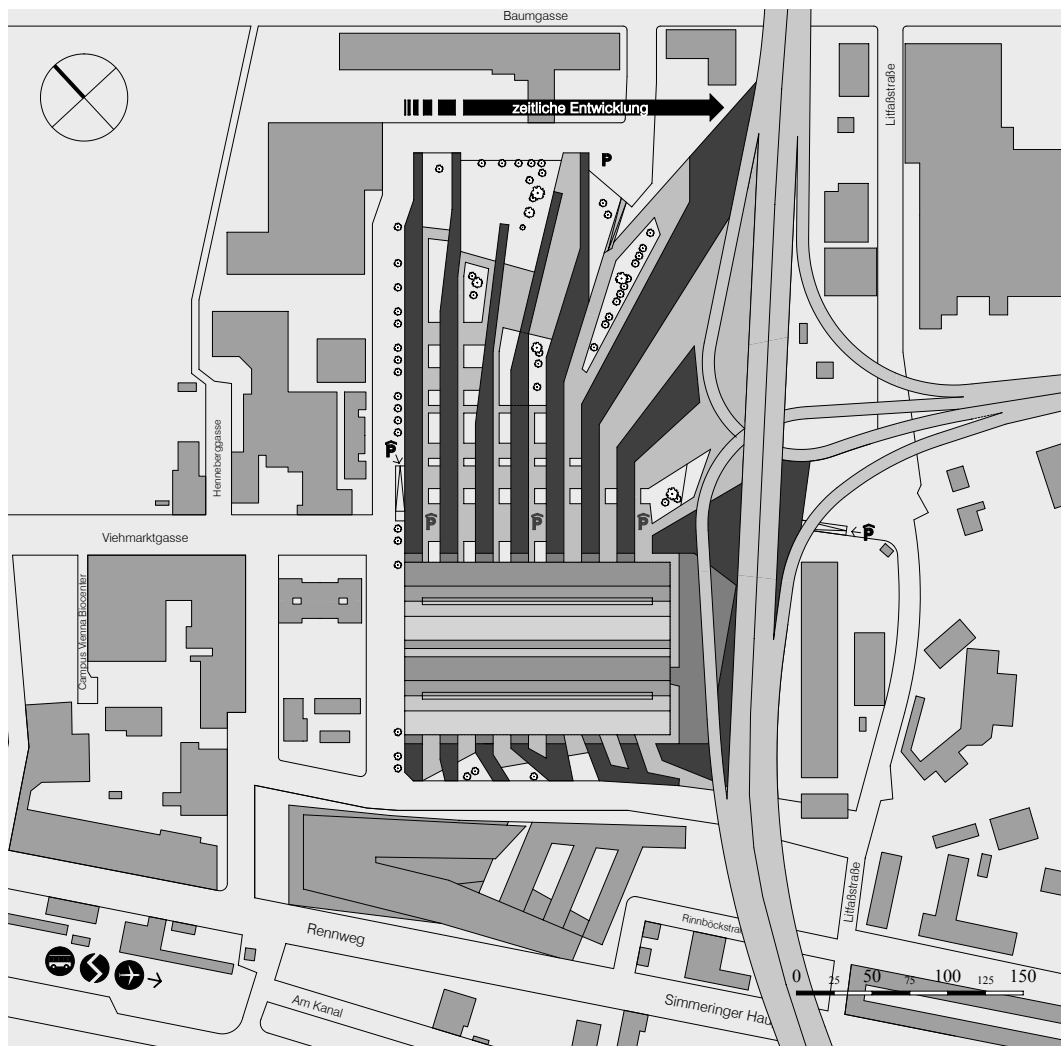 Baumgasse
Litfaßstraße
zeitliche Entwicklung
P
P
Henneberggasse
P
P
P
P
Viehmarktgasse
Campus Vienna Biocenter
Litfaßstraße
Rennweg
Am Kanal
Simmeringer Hau
0 25 50 75 100 125 150